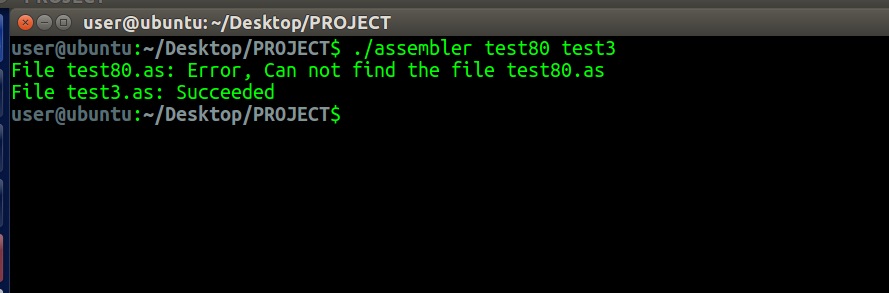 user@ubuntu: ~/Desktop/PROJECT
user@ubuntu:~/Desktop/PROJECT$ ./assembler test80 test3
File test80.as: Error, Can not find the file test80.as
File test3.as: Succeeded
user@ubuntu:~/Desktop/PROJECT$